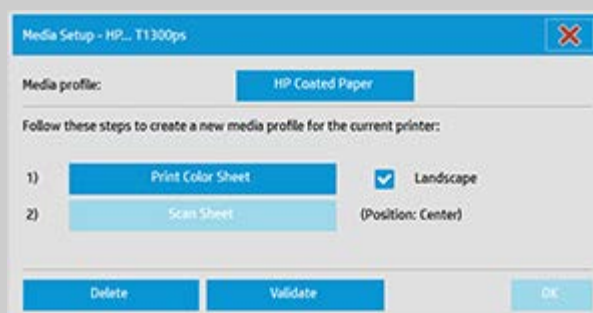 Media Setup - HP... T1300ps
Media profile: HP Coated Paper
Follow these steps to create a new media profile for the current printer:
1) Print Color Sheet Landscape
2) Scan Sheet (Position: Center)
Delete Validate OK